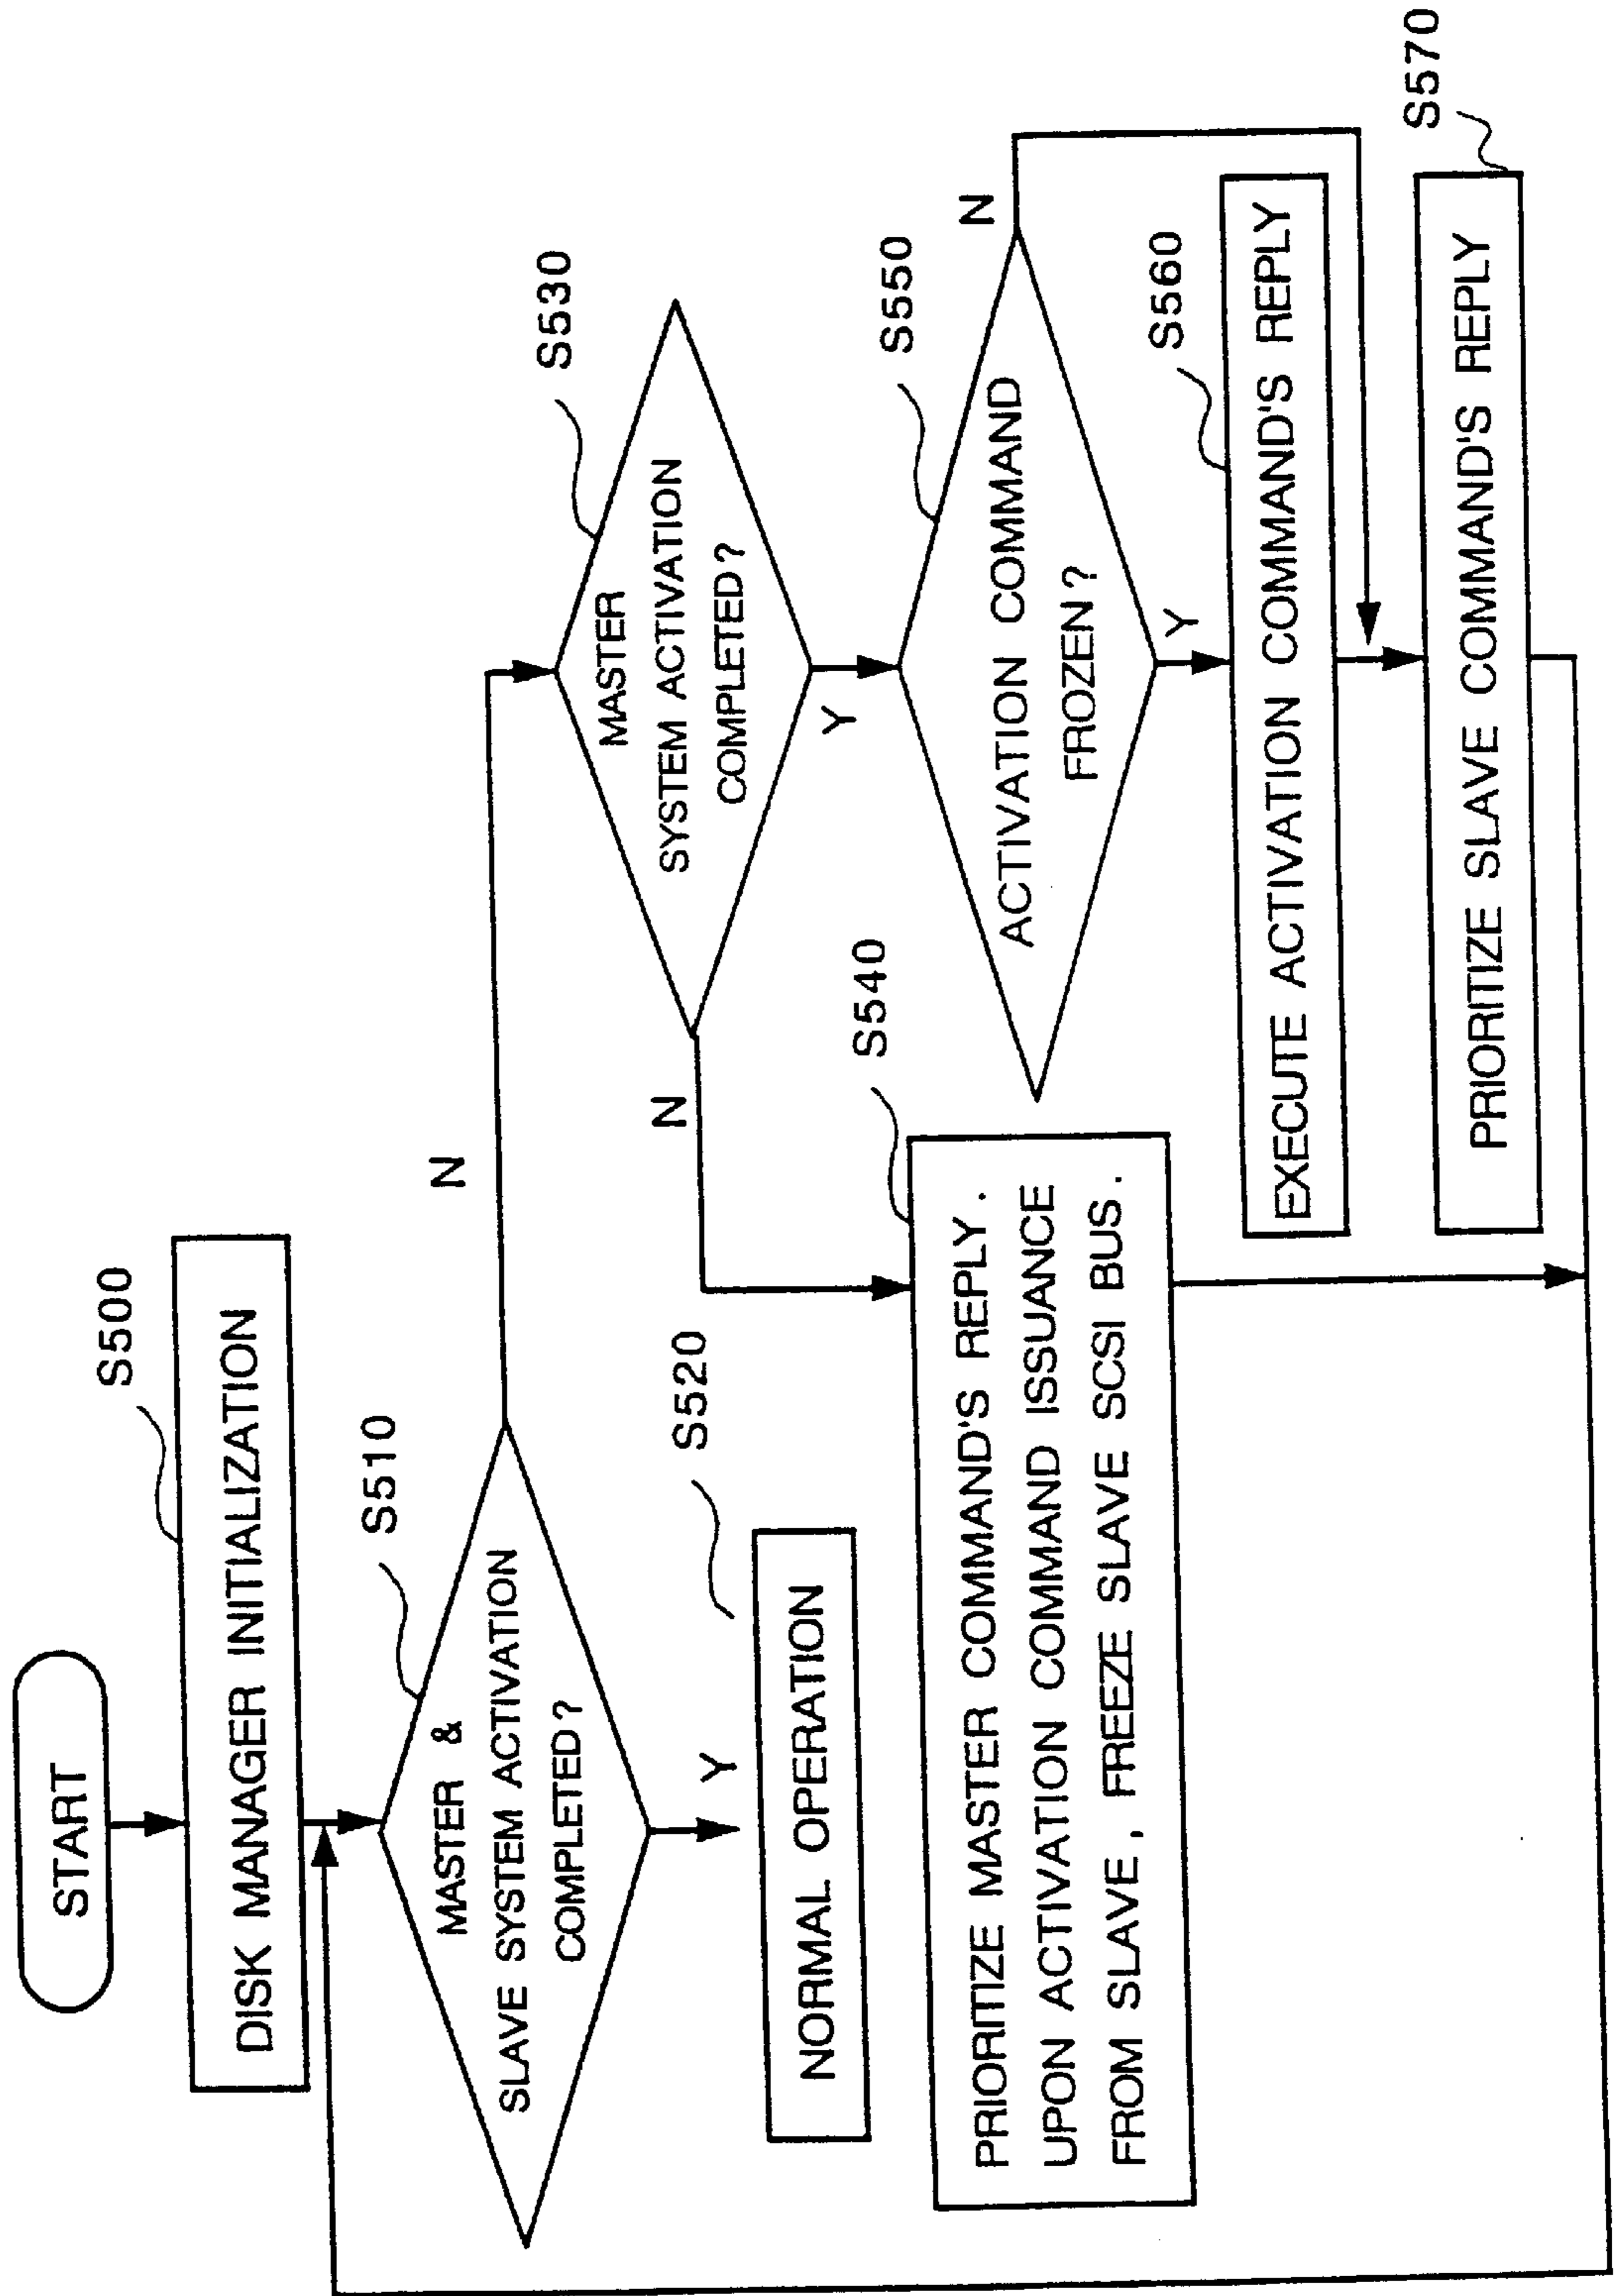 START
S500
DISK MANAGER INITIALIZATION
S510
MASTER &
SLAVE SYSTEM ACTIVATION
COMPLETED?
N
Y
S520
NORMAL OPERATION
S530
MASTER
SYSTEM ACTIVATION
COMPLETED?
N
Y
S540
PRIORITIZE MASTER COMMAND'S REPLY.
UPON ACTIVATION COMMAND ISSUANCE
FROM SLAVE, FREEZE SLAVE SCSI BUS.
S550
ACTIVATION COMMAND
FROZEN?
N
Y
S560
EXECUTE ACTIVATION COMMAND'S REPLY
S570
PRIORITIZE SLAVE COMMAND'S REPLY